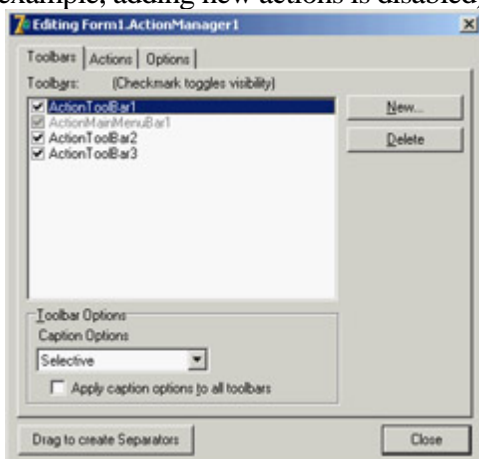 example, adding new actions is disabled,
Editing Form1.ActionManager1
Toolbars Actions Options
Toolbars: (Checkmark toggles visibility)
ActionToolBar1
ActionMainMenuBar1
ActionToolBar2
ActionToolBar3
New...
Delete
Toolbar Options
Caption Options
Selective
Apply caption options to all toolbars
Drag to create Separators
Close